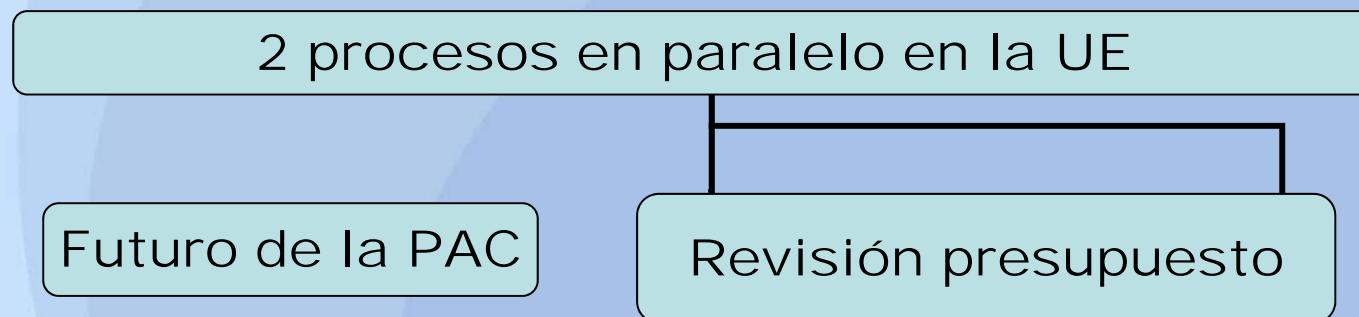 2 procesos en paralelo en la UE
Futuro de la PAC
Revisión presupuesto